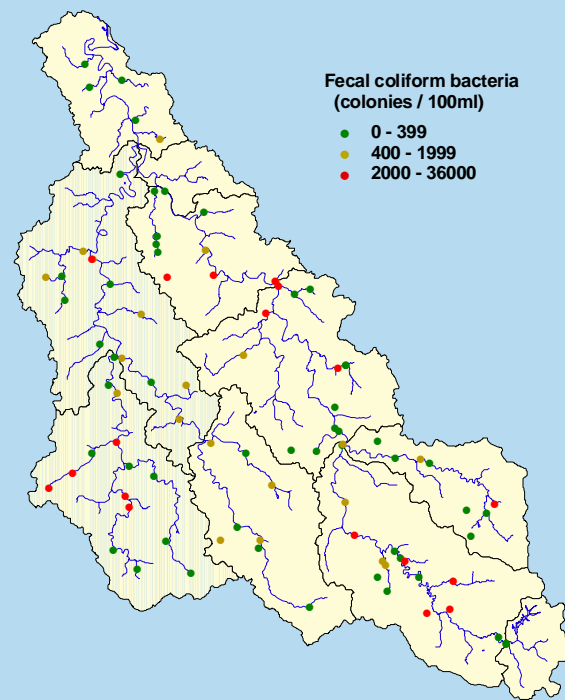 Fecal coliform bacteria
(colonies / 100ml)
0 - 399
400 - 1999
2000 - 36000